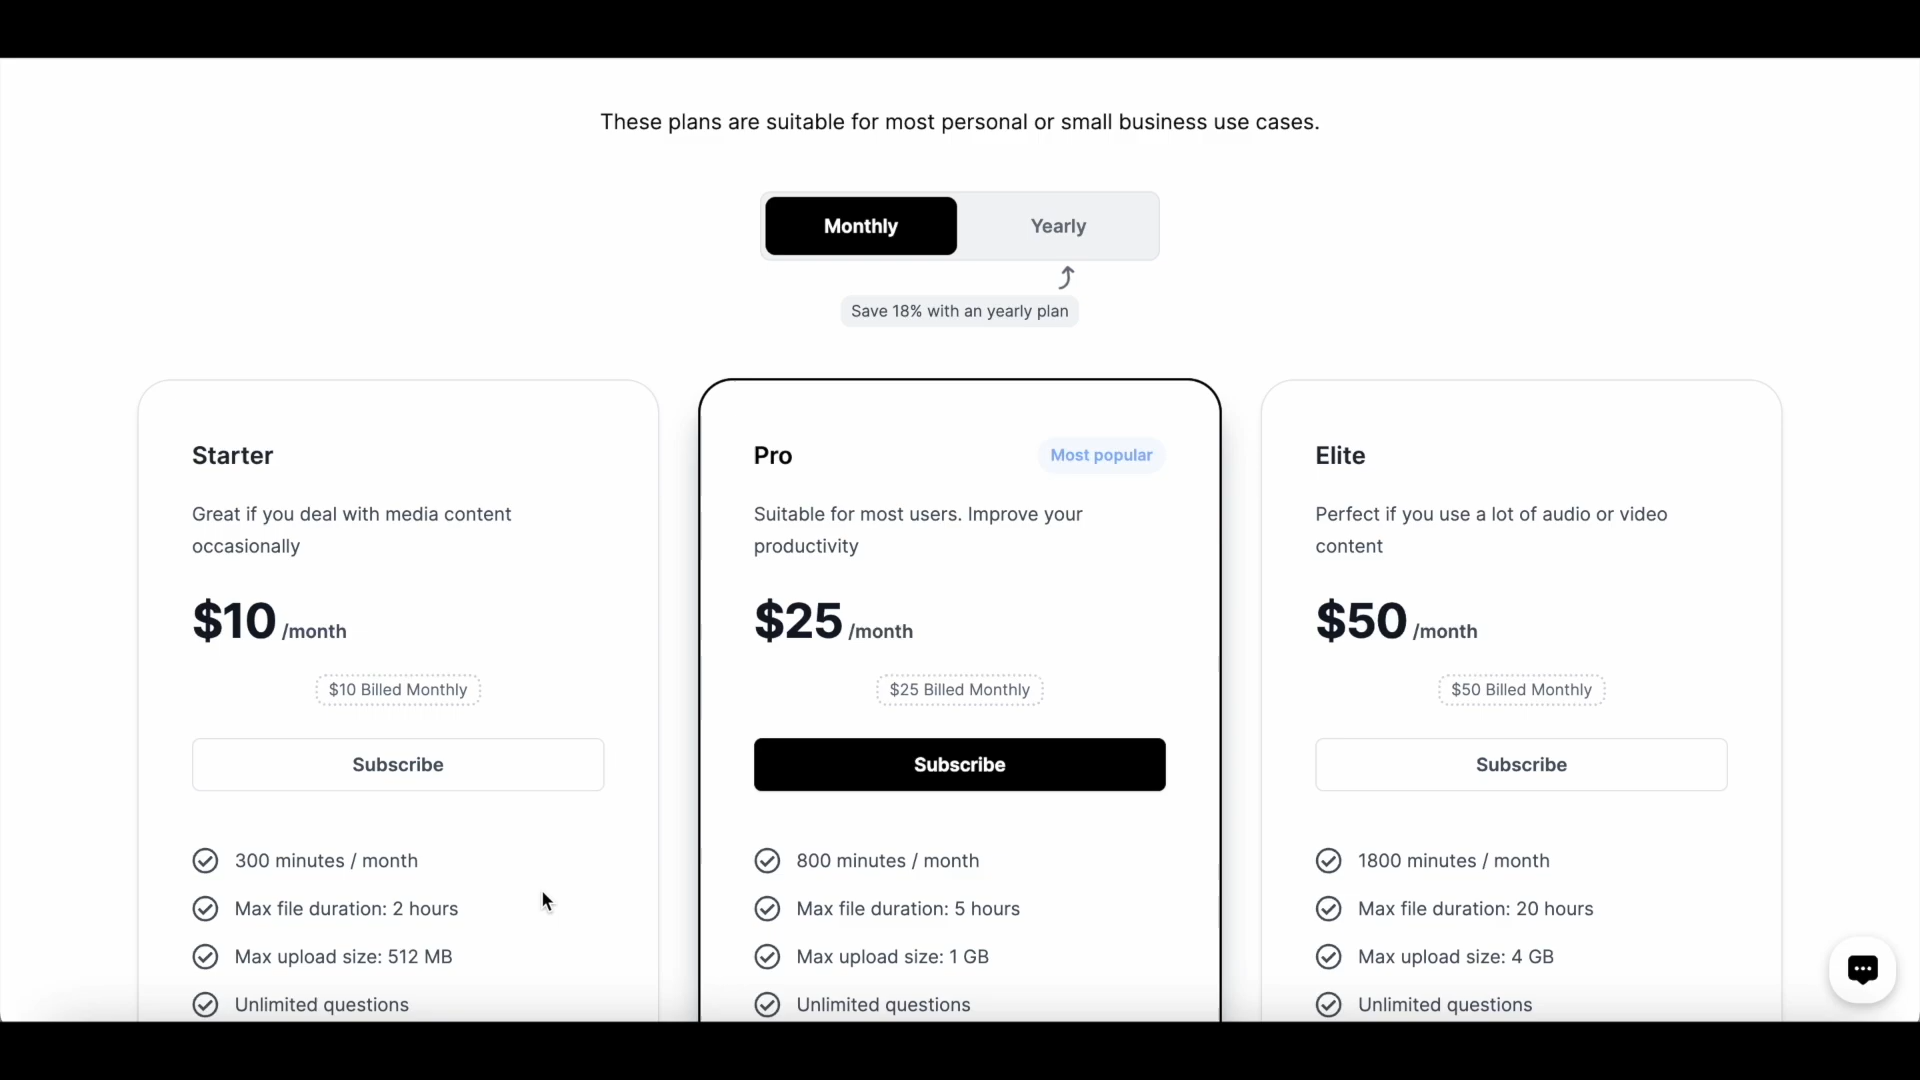 These plans are suitable for most personal or small business use cases.
Monthly
Yearly
Save 18% with an yearly plan
Starter
Great if you deal with media content
occasionally
$10 /month
$10 Billed Monthly
Subscribe
300 minutes / month
Max file duration: 2 hours
Max upload size: 512 MB
Unlimited questions
Pro
Most popular
Suitable for most users. Improve your
productivity
$25 /month
$25 Billed Monthly
Subscribe
800 minutes / month
Max file duration: 5 hours
Max upload size: 1 GB
Unlimited questions
Elite
Perfect if you use a lot of audio or video
content
$50 /month
$50 Billed Monthly
Subscribe
1800 minutes / month
Max file duration: 20 hours
Max upload size: 4 GB
Unlimited questions